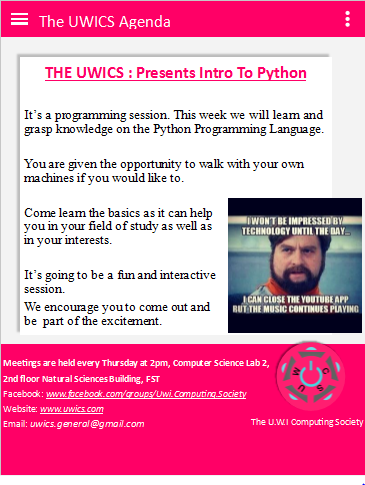 The UWICS Agenda
THE UWICS : Presents Intro To Python
It's a programming session. This week we will learn and
grasp knowledge on the Python Programming Language.
You are given the opportunity to walk with your own
machines if you would like to.
Come learn the basics as it can help
you in your field of study as well as
in your interests.
It's going to be a fun and interactive
session.
We encourage you to come out and
be part of the excitement.
I WON'T BE IMPRESSED BY
TECHNOLOGY UNTIL THE DAY...
I CAN CLOSE THE YOUTUBE APP
BUT THE MUSIC CONTINUES PLAYING
Meetings are held every Thursday at 2pm, Computer Science Lab 2,
2nd floor Natural Sciences Building, FST
Facebook: www.facebook.com/groups/Uwi.Computing.Society
Website: www.uwics.com
Email: uwics.general@gmail.com
The U.W.I Computing Society